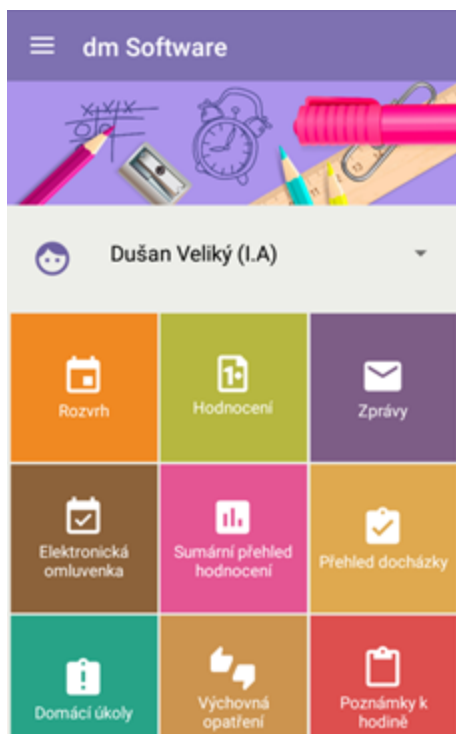 dm Software
Dušan Veliký (I.A)
Rozvrh
Hodnocení
Zprávy
Elektronická
omluvenka
Sumární přehled
hodnocení
Přehled docházky
Domácí úkoly
Výchovná
opatření
Poznámky k
hodině